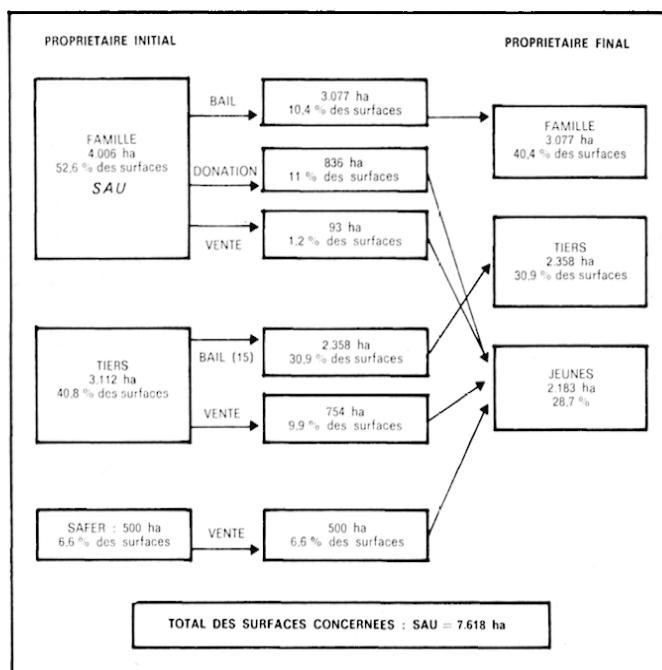 PROPRIETAIRE INITIAL
PROPRIETAIRE FINAL
FAMILLE
4.006 ha
52,6 % des surfaces
SAU
BAIL
3.077 ha
10,4 % des surfaces
DONATION
836 ha
11 % des surfaces
VENTE
93 ha
1,2 % des surfaces
FAMILLE
3.077 ha
40,4 % des surfaces
TIERS
3.112 ha
40,8 % des surfaces
BAIL (15)
2.358 ha
30,9 % des surfaces
VENTE
754 ha
9,9 % des surfaces
TIERS
2.358 ha
30,9 % des surfaces
JEUNES
2.183 ha
28,7 %
SAFER : 500 ha
6,6 % des surfaces
VENTE
500 ha
6,6 % des surfaces
TOTAL DES SURFACES CONCERNEES : SAU = 7.618 ha